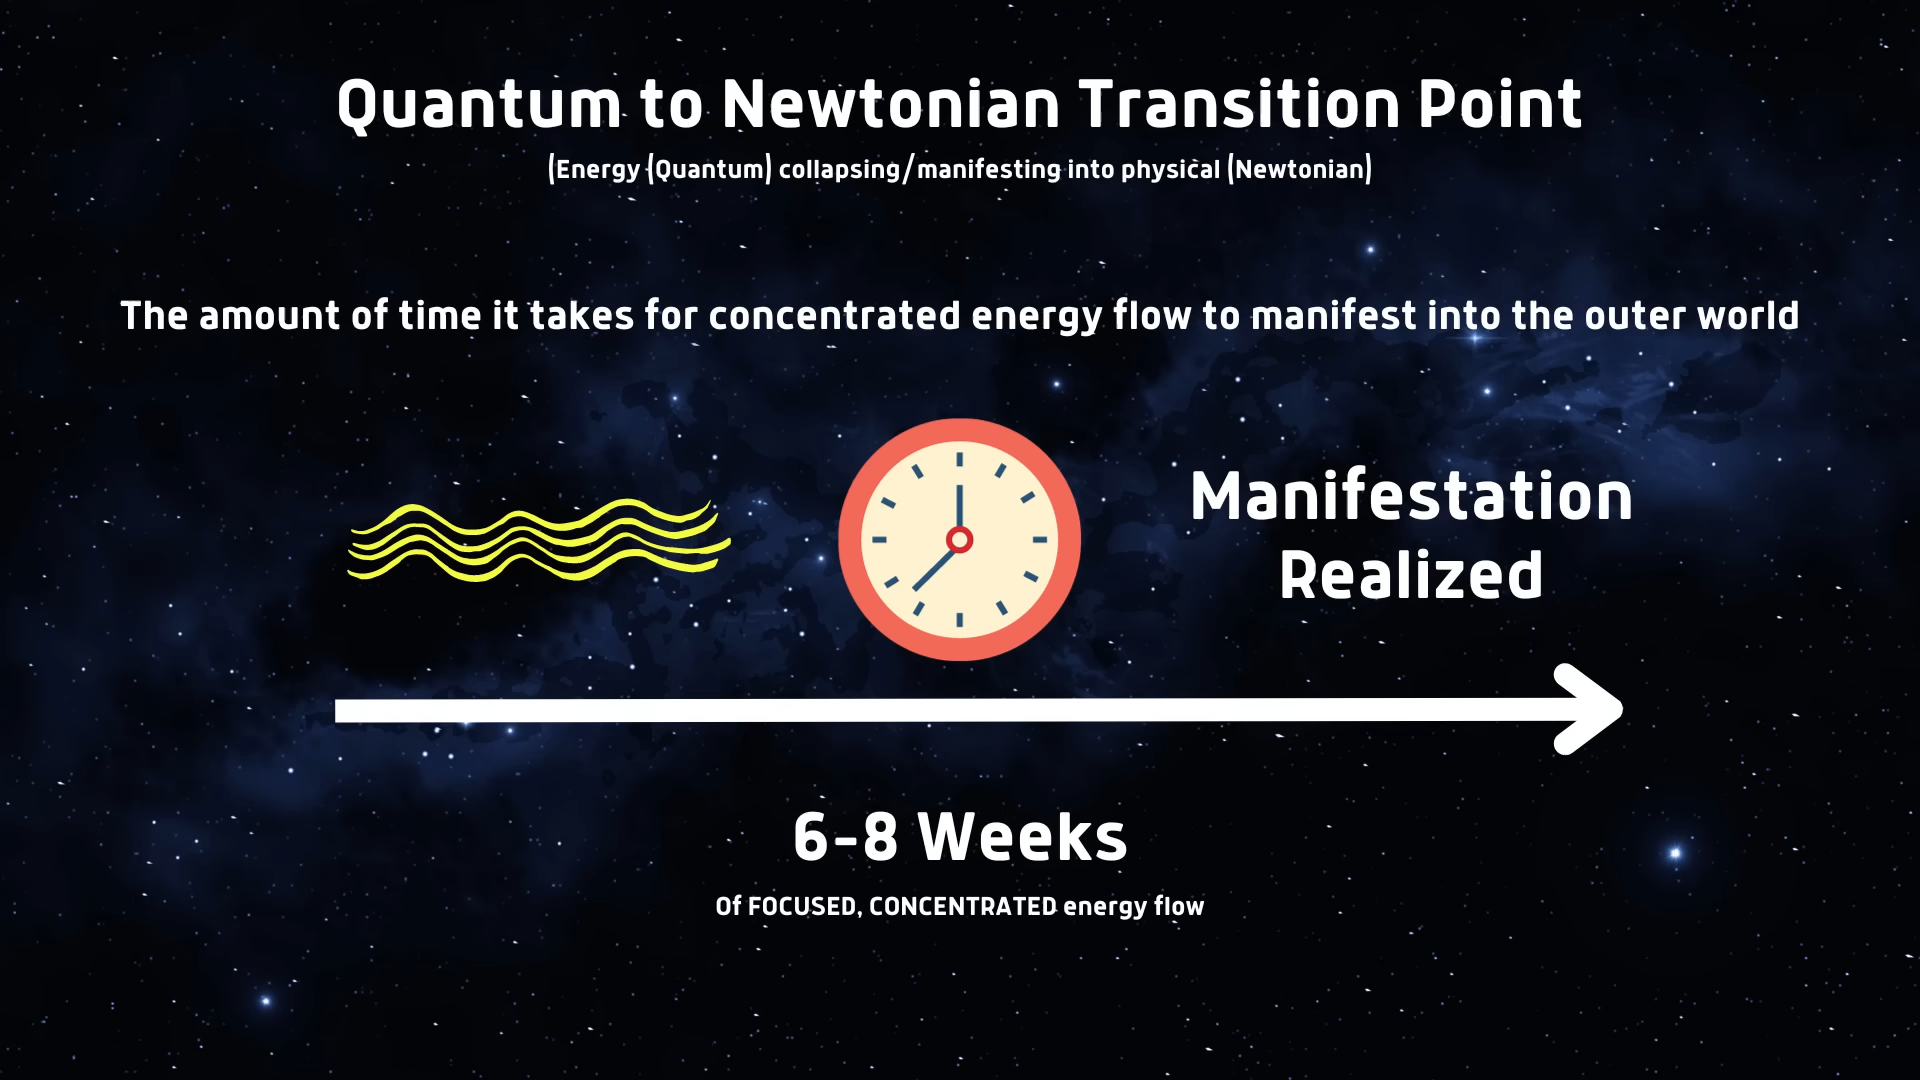 Quantum to Newtonian Transition Point
(Energy (Quantum) collapsing/manifesting into physical (Newtonian)
The amount of time it takes for concentrated energy flow to manifest into the outer world
Manifestation
Realized
6-8 Weeks
Of FOCUSED, CONCENTRATED energy flow